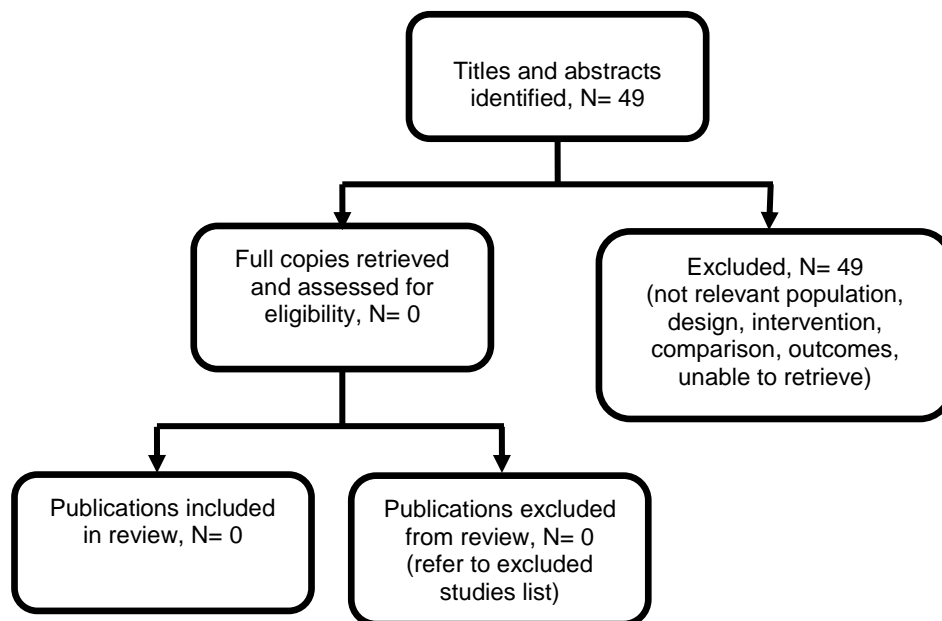 Titles and abstracts
identified, N= 49
Full copies retrieved
and assessed for
eligibility, N= 0
Excluded, N= 49
(not relevant population,
design, intervention,
comparison, outcomes,
unable to retrieve)
Publications included
in review, N= 0
Publications excluded
from review, N= 0
(refer to excluded
studies list)